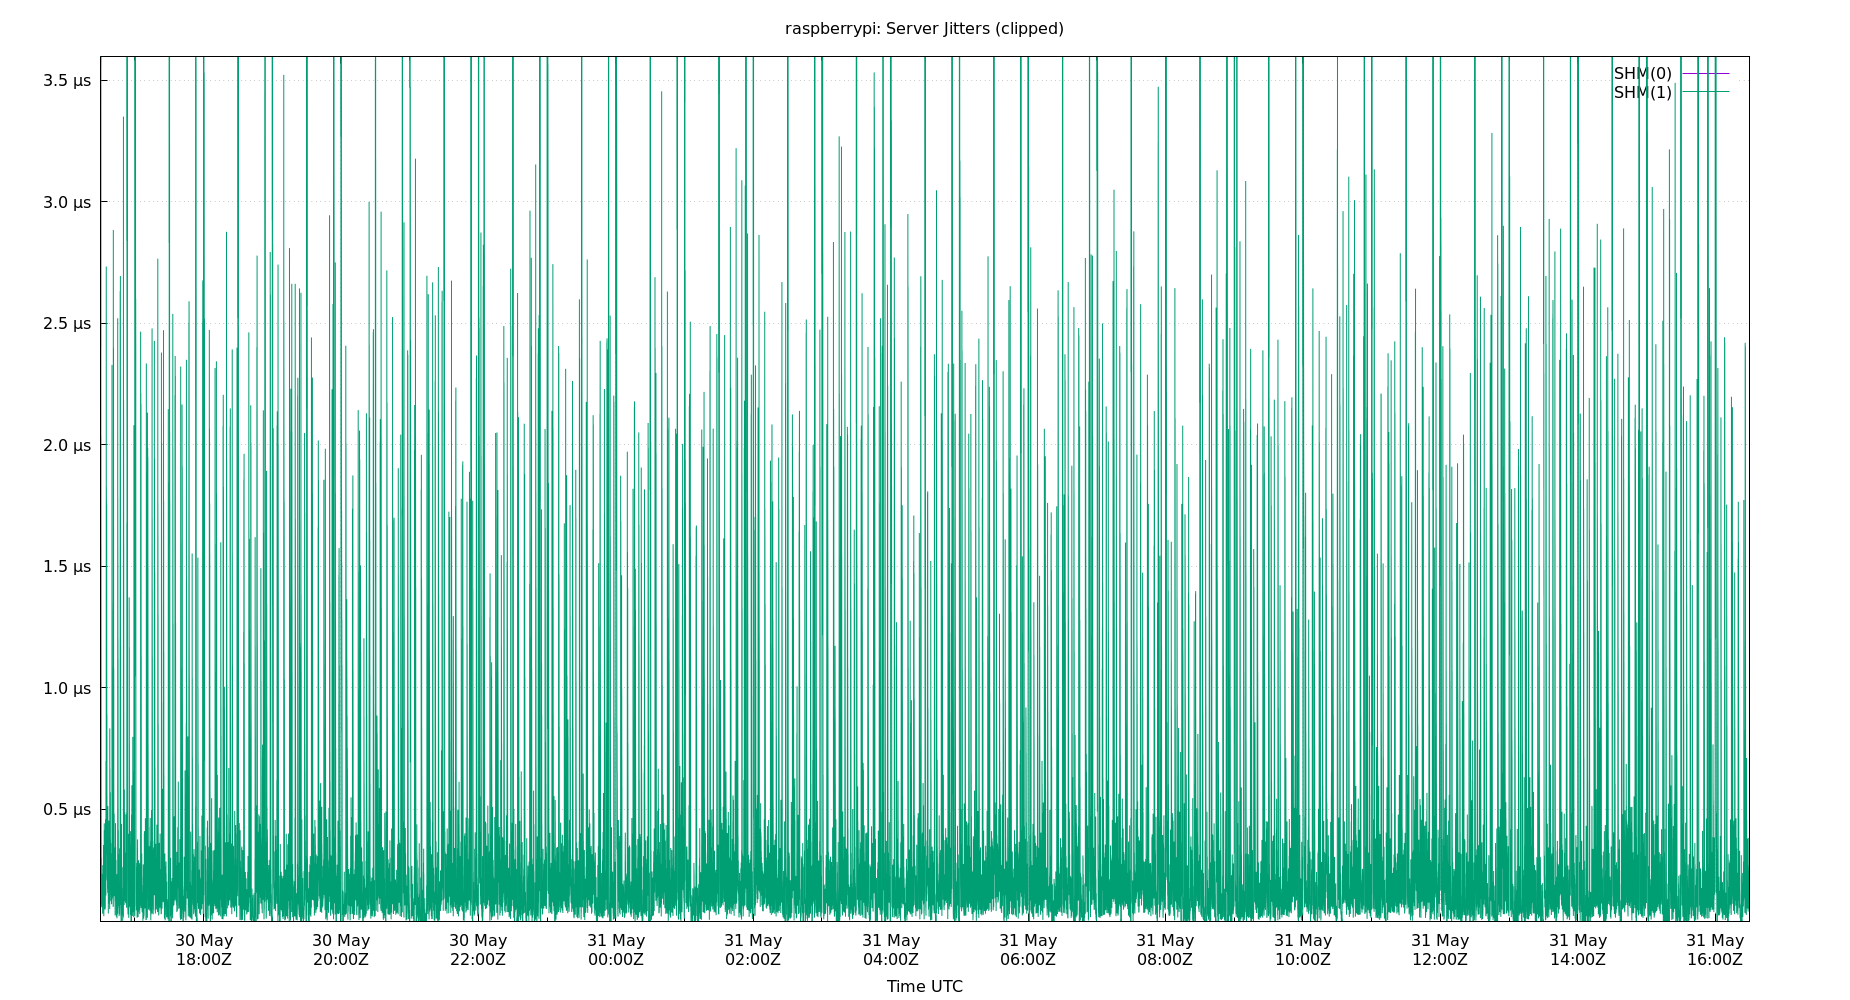 raspberrypi: Server Jitters (clipped)
3.5 µs
3.0 µs
2.5 µs
2.0 µs
1.5 µs
1.0 µs
0.5 µs
SHM(0)
SHM(1)
30 May 30 May 30 May 31 May 31 May 31 May 31 May 31 May 31 May 31 May 31 May 31 May
18:00Z 20:00Z 22:00Z 00:00Z 02:00Z 04:00Z 06:00Z 08:00Z 10:00Z 12:00Z 14:00Z 16:00Z
Time UTC